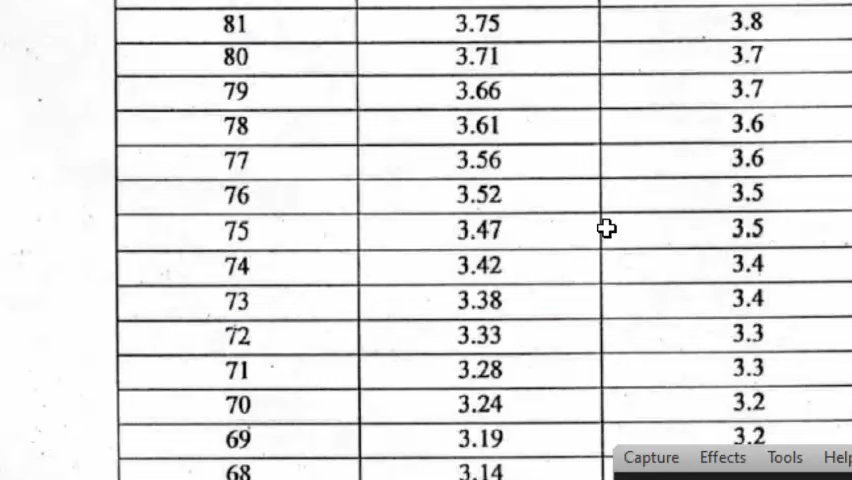 81 3.75 3.8
80 3.71 3.7
79 3.66 3.7
78 3.61 3.6
77 3.56 3.6
76 3.52 3.5
75 3.47 3.5
74 3.42 3.4
73 3.38 3.4
72 3.33 3.3
71 3.28 3.3
70 3.24 3.2
69 3.19 3.2
68 3.14
Capture Effects Tools Help